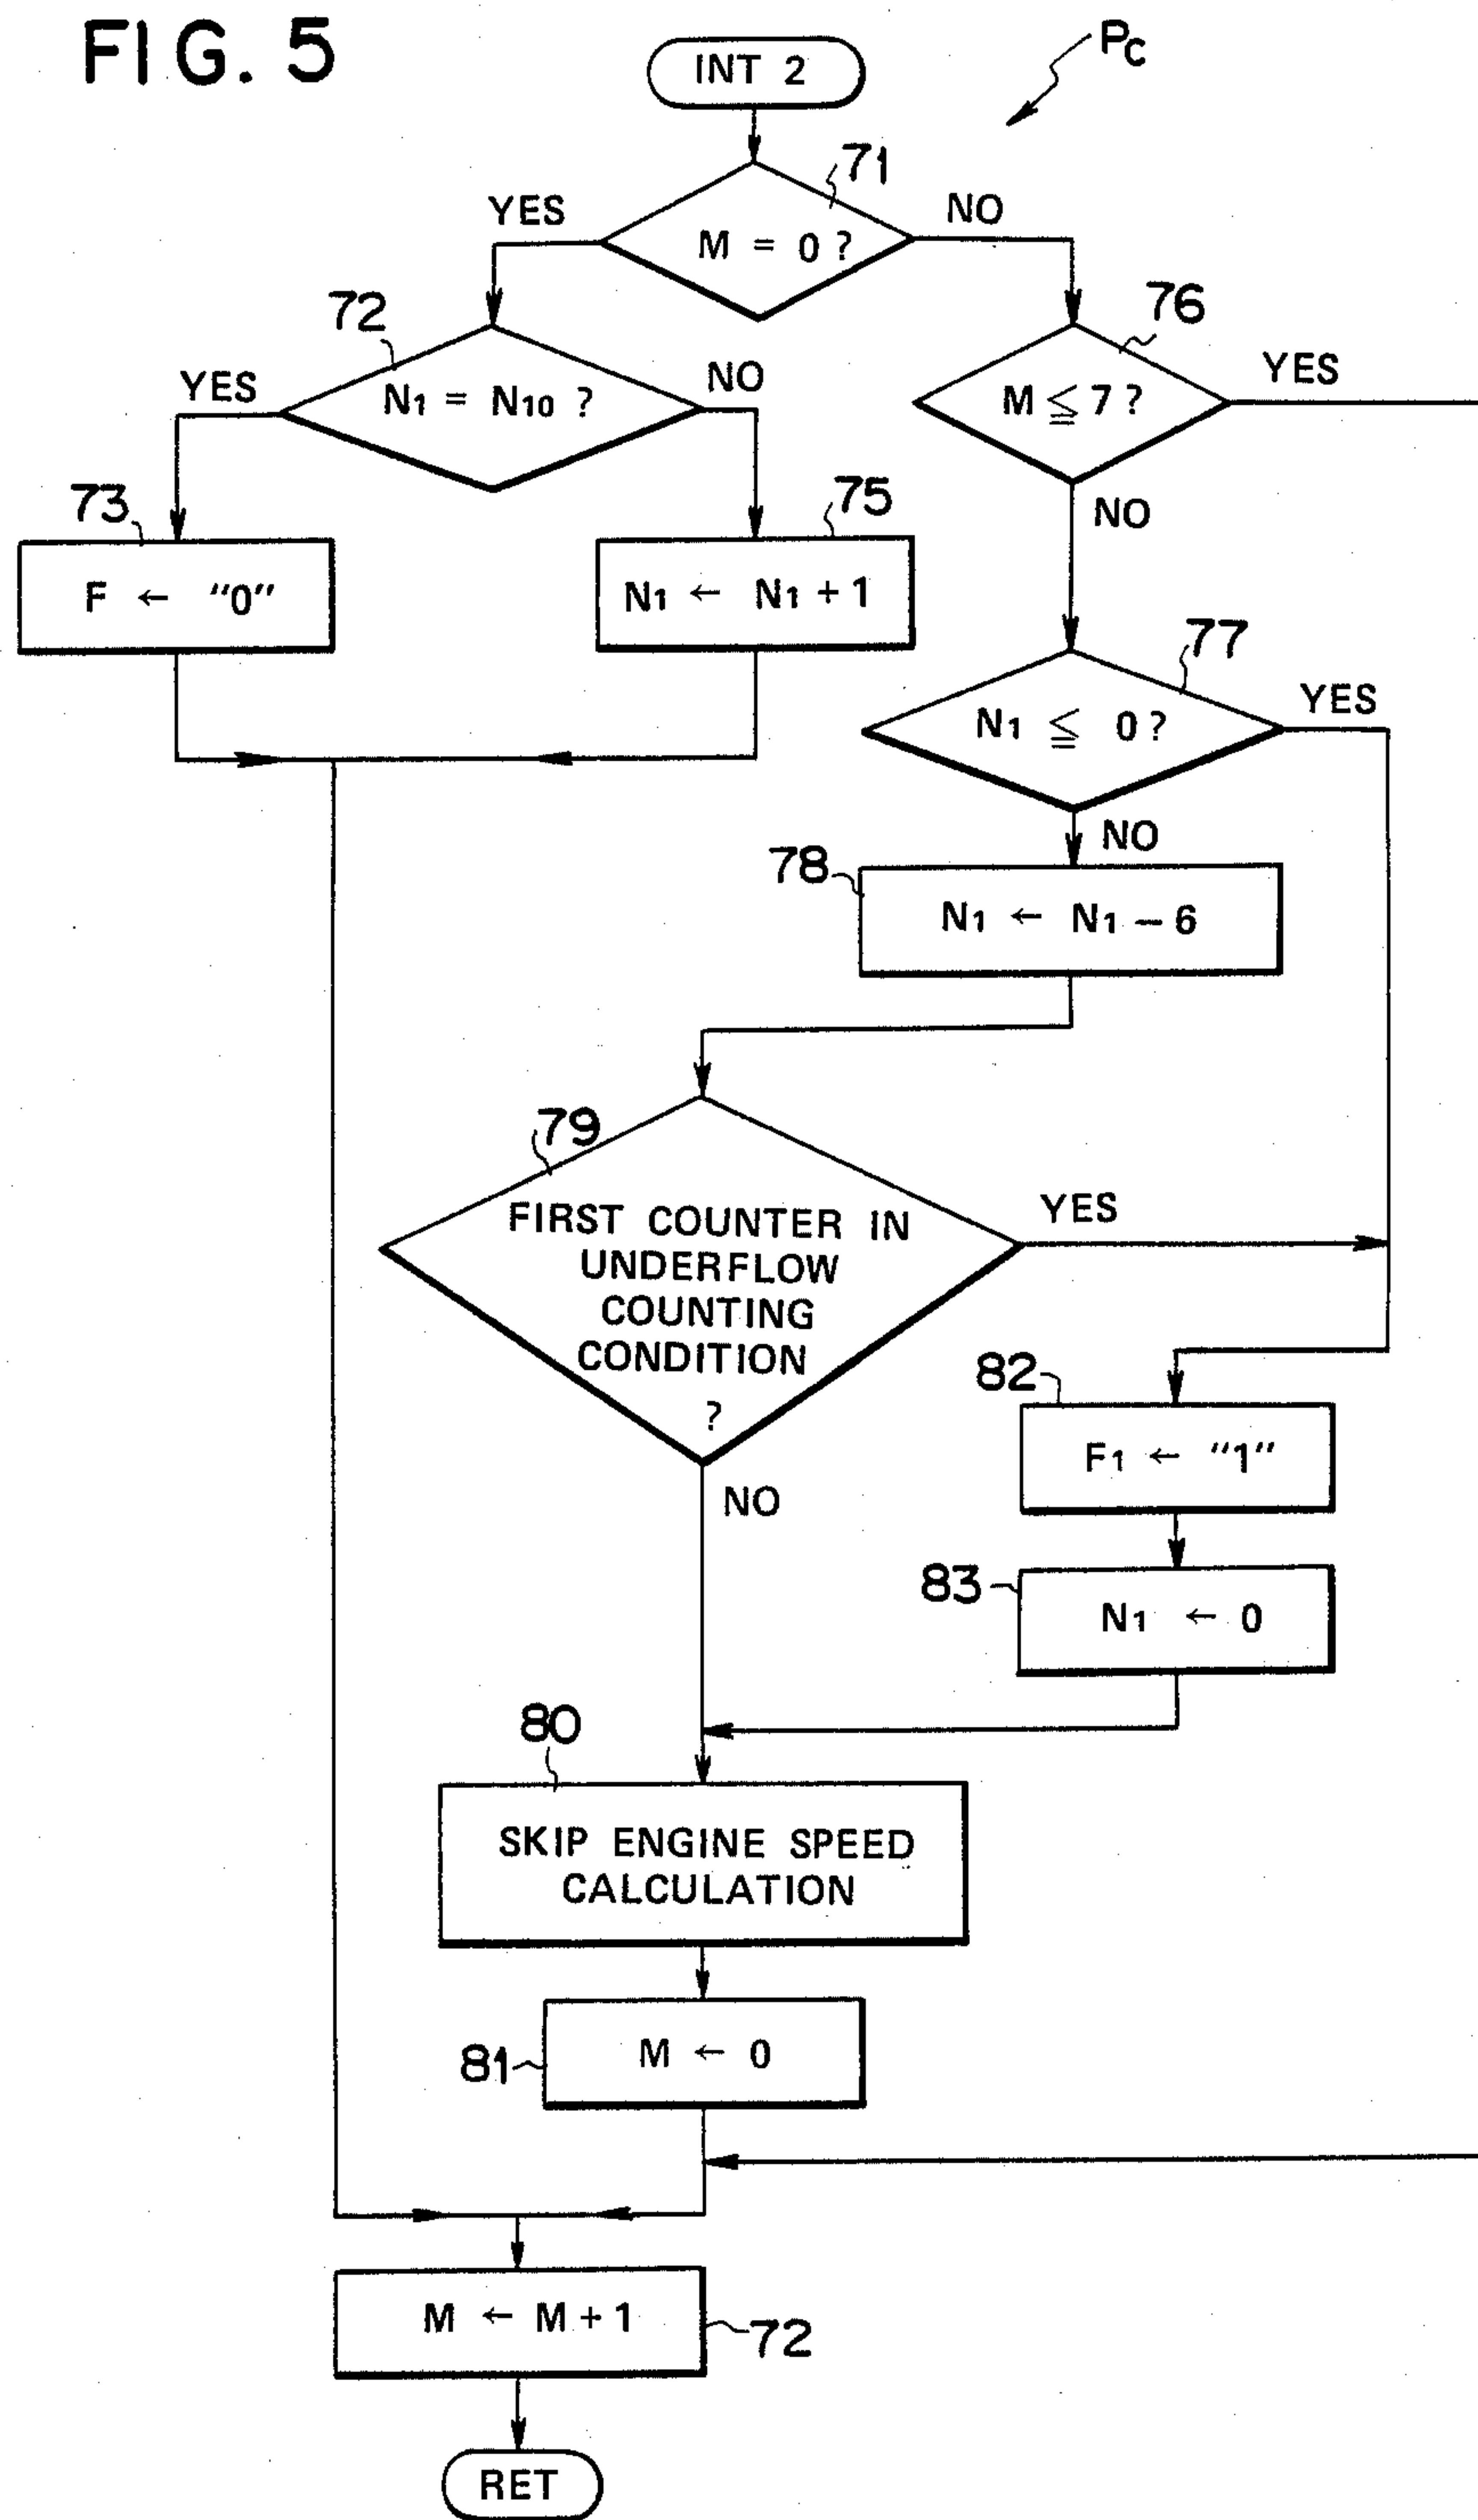 FIG. 5
INT 2
PC
71
YES
M = 0 ?
NO
72
76
YES
N1 = N10 ?
NO
M ≦ 7 ?
YES
73
75
NO
F ← "0"
N1 ← N1 + 1
77
N1 ≦ 0 ?
YES
NO
78
N1 ← N1 – 6
79
FIRST COUNTER IN
UNDERFLOW
COUNTING
CONDITION
?
YES
NO
82
F1 ← "1"
83
N1 ← 0
80
SKIP ENGINE SPEED
CALCULATION
81
M ← 0
M ← M + 1
72
RET